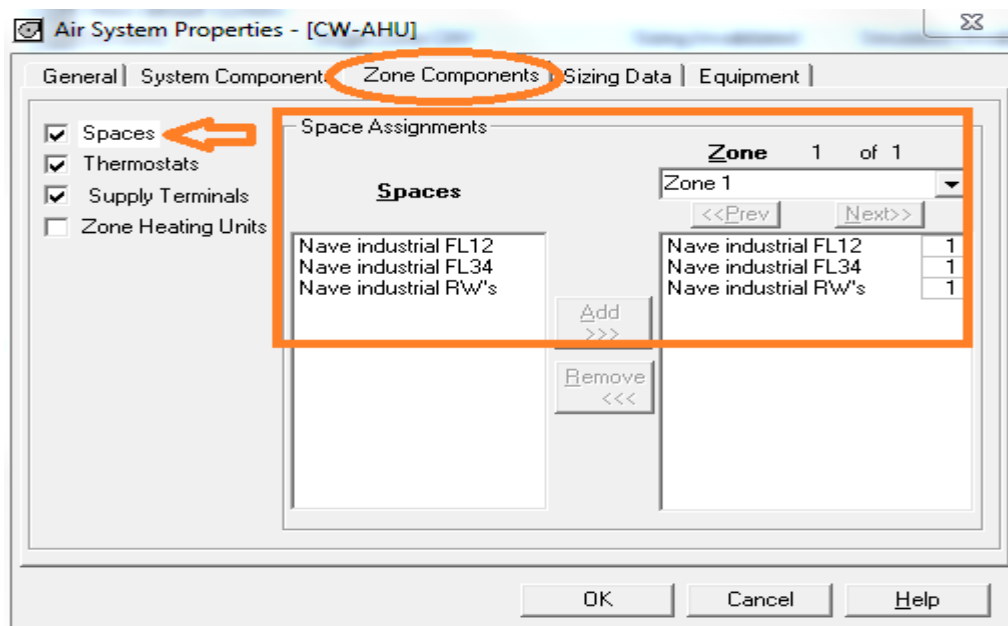 Air System Properties - [CW-AHU]
General System Components Zone Components Sizing Data Equipment
Spaces
Thermostats
Supply Terminals
Zone Heating Units
Space Assignments
Spaces
Nave industrial FL12
Nave industrial FL34
Nave industrial RW"s
Add
>>>
Remove
<<<
Zone 1 of 1
Zone 1
<<Prev Next>>
Nave industrial FL12 1
Nave industrial FL34 1
Nave industrial RW"s 1
OK Cancel Help